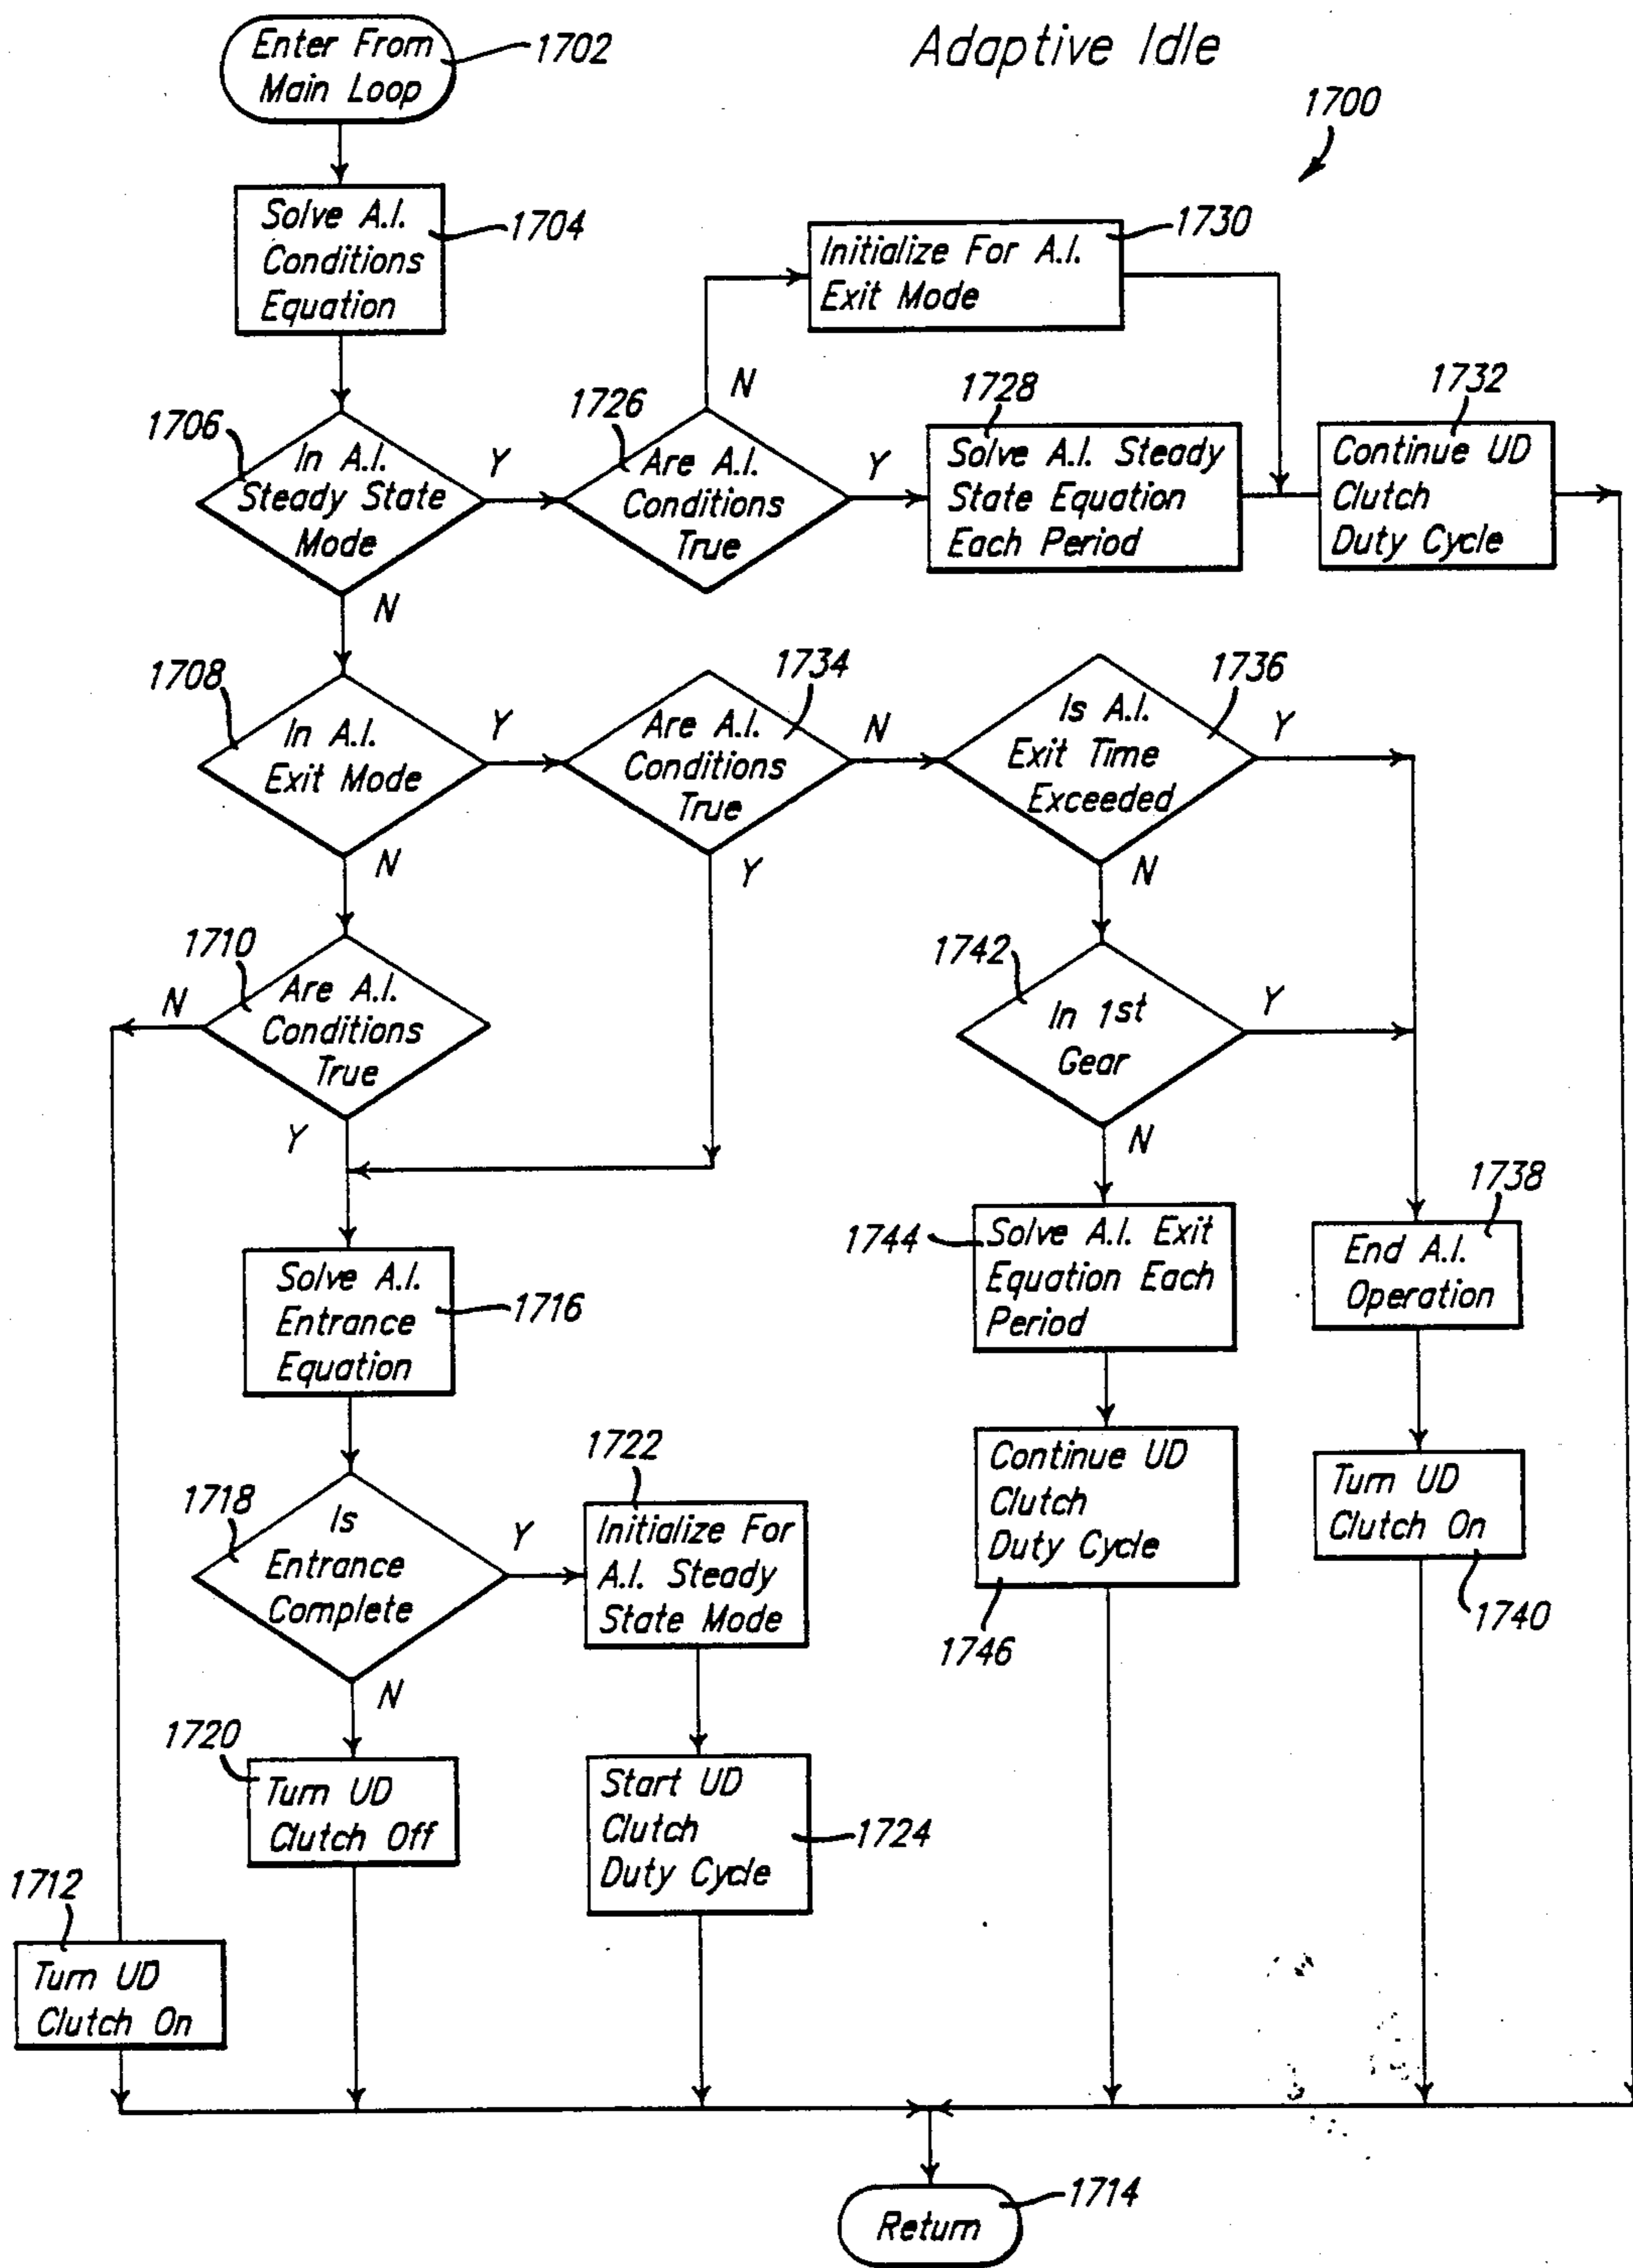 Adaptive Idle
1700
Enter From
Main Loop
1702
Solve A.I.
Conditions
Equation
1704
Initialize For A.I.
Exit Mode
1730
1706
In A.I.
Steady State
Mode
Y
N
1726
Are A.I.
Conditions
True
N
Y
1728
Solve A.I. Steady
State Equation
Each Period
1732
Continue UD
Clutch
Duty Cycle
1708
In A.I.
Exit Mode
Y
N
1734
Are A.I.
Conditions
True
N
Y
1736
Is A.I.
Exit Time
Exceeded
Y
N
1710
Are A.I.
Conditions
True
N
Y
1742
In 1st
Gear
Y
N
1716
Solve A.I.
Entrance
Equation
1744
Solve A.I. Exit
Equation Each
Period
1738
End A.I.
Operation
1718
Is
Entrance
Complete
Y
N
1722
Initialize For
A.I. Steady
State Mode
Continue UD
Clutch
Duty Cycle
1746
Turn UD
Clutch On
1740
1720
Turn UD
Clutch Off
Start UD
Clutch
Duty Cycle
1724
1712
Turn UD
Clutch On
1714
Return